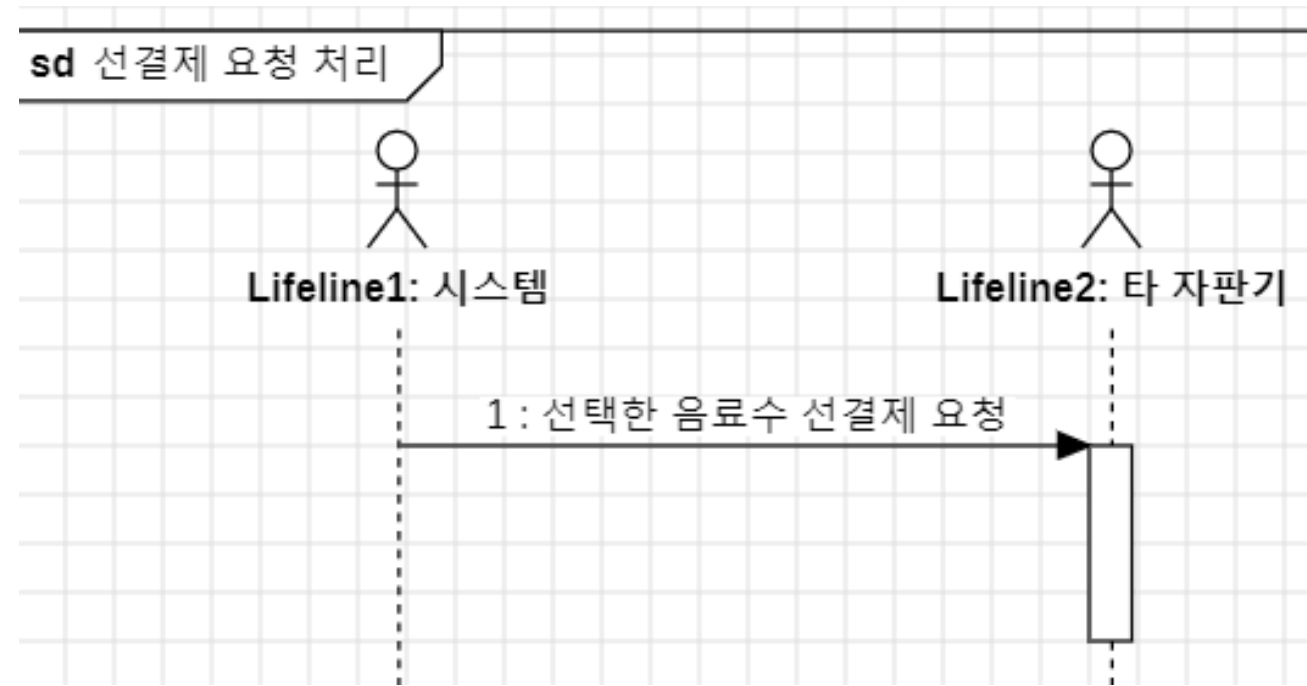 sd 선결제 요청 처리
Lifeline1: 시스템
Lifeline2: 타 자판기
1 : 선택한 음료수 선결제 요청